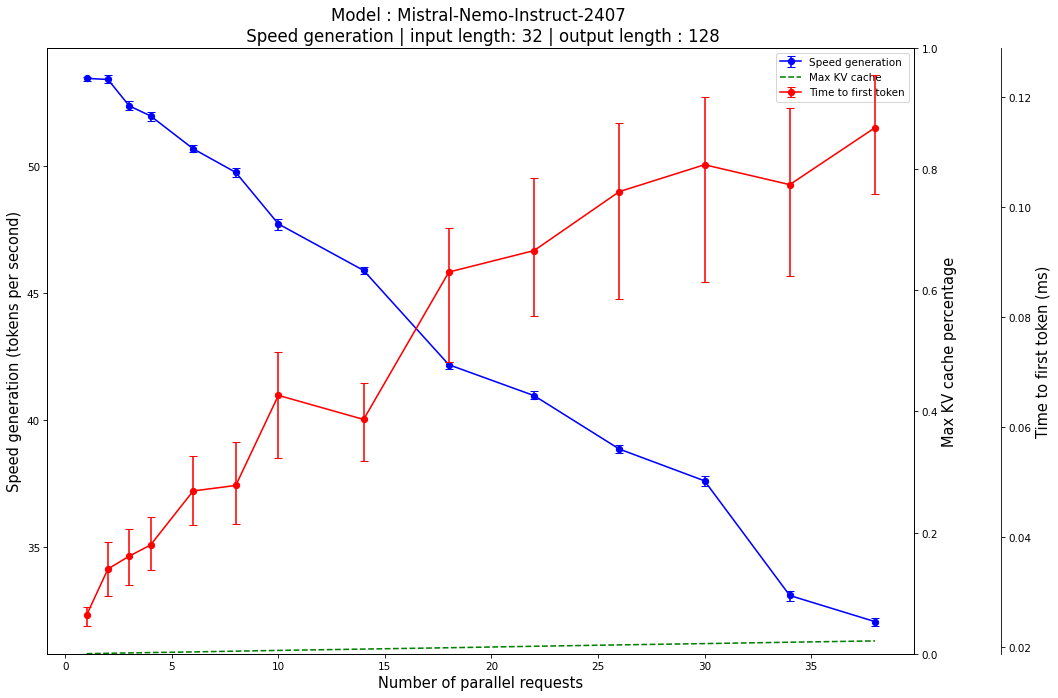 Model : Mistral-Nemo-Instruct-2407
Speed generation | input length: 32 | output length : 128
Speed generation
Max KV cache
Time to first token
Speed generation (tokens per second)
50
45
40
35
0
5
10
15
20
25
30
35
Number of parallel requests
1.0
0.8
0.6
0.4
0.2
0.0
Max KV cache percentage
0.12
0.10
0.08
0.06
0.04
0.02
Time to first token (ms)